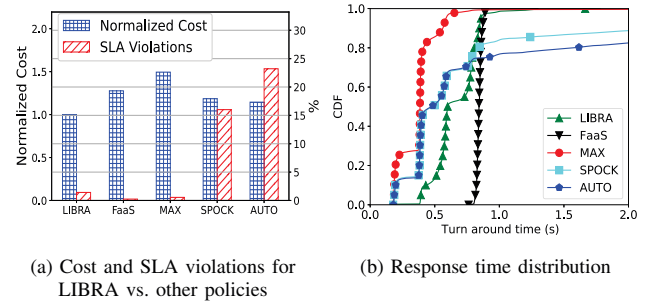 Normalized Cost
SLA Violations
Normalized Cost
2.0
1.5
1.0
0.5
0.0
30
25
20
15
10
5
0
%
LIBRA FaaS MAX SPOCK AUTO
CDF
1.0
0.8
0.6
0.4
0.2
0.0
LIBRA
FaaS
MAX
SPOCK
AUTO
0.0 0.5 1.0 1.5 2.0
Turn around time (s)
(a) Cost and SLA violations for
LIBRA vs. other policies
(b) Response time distribution